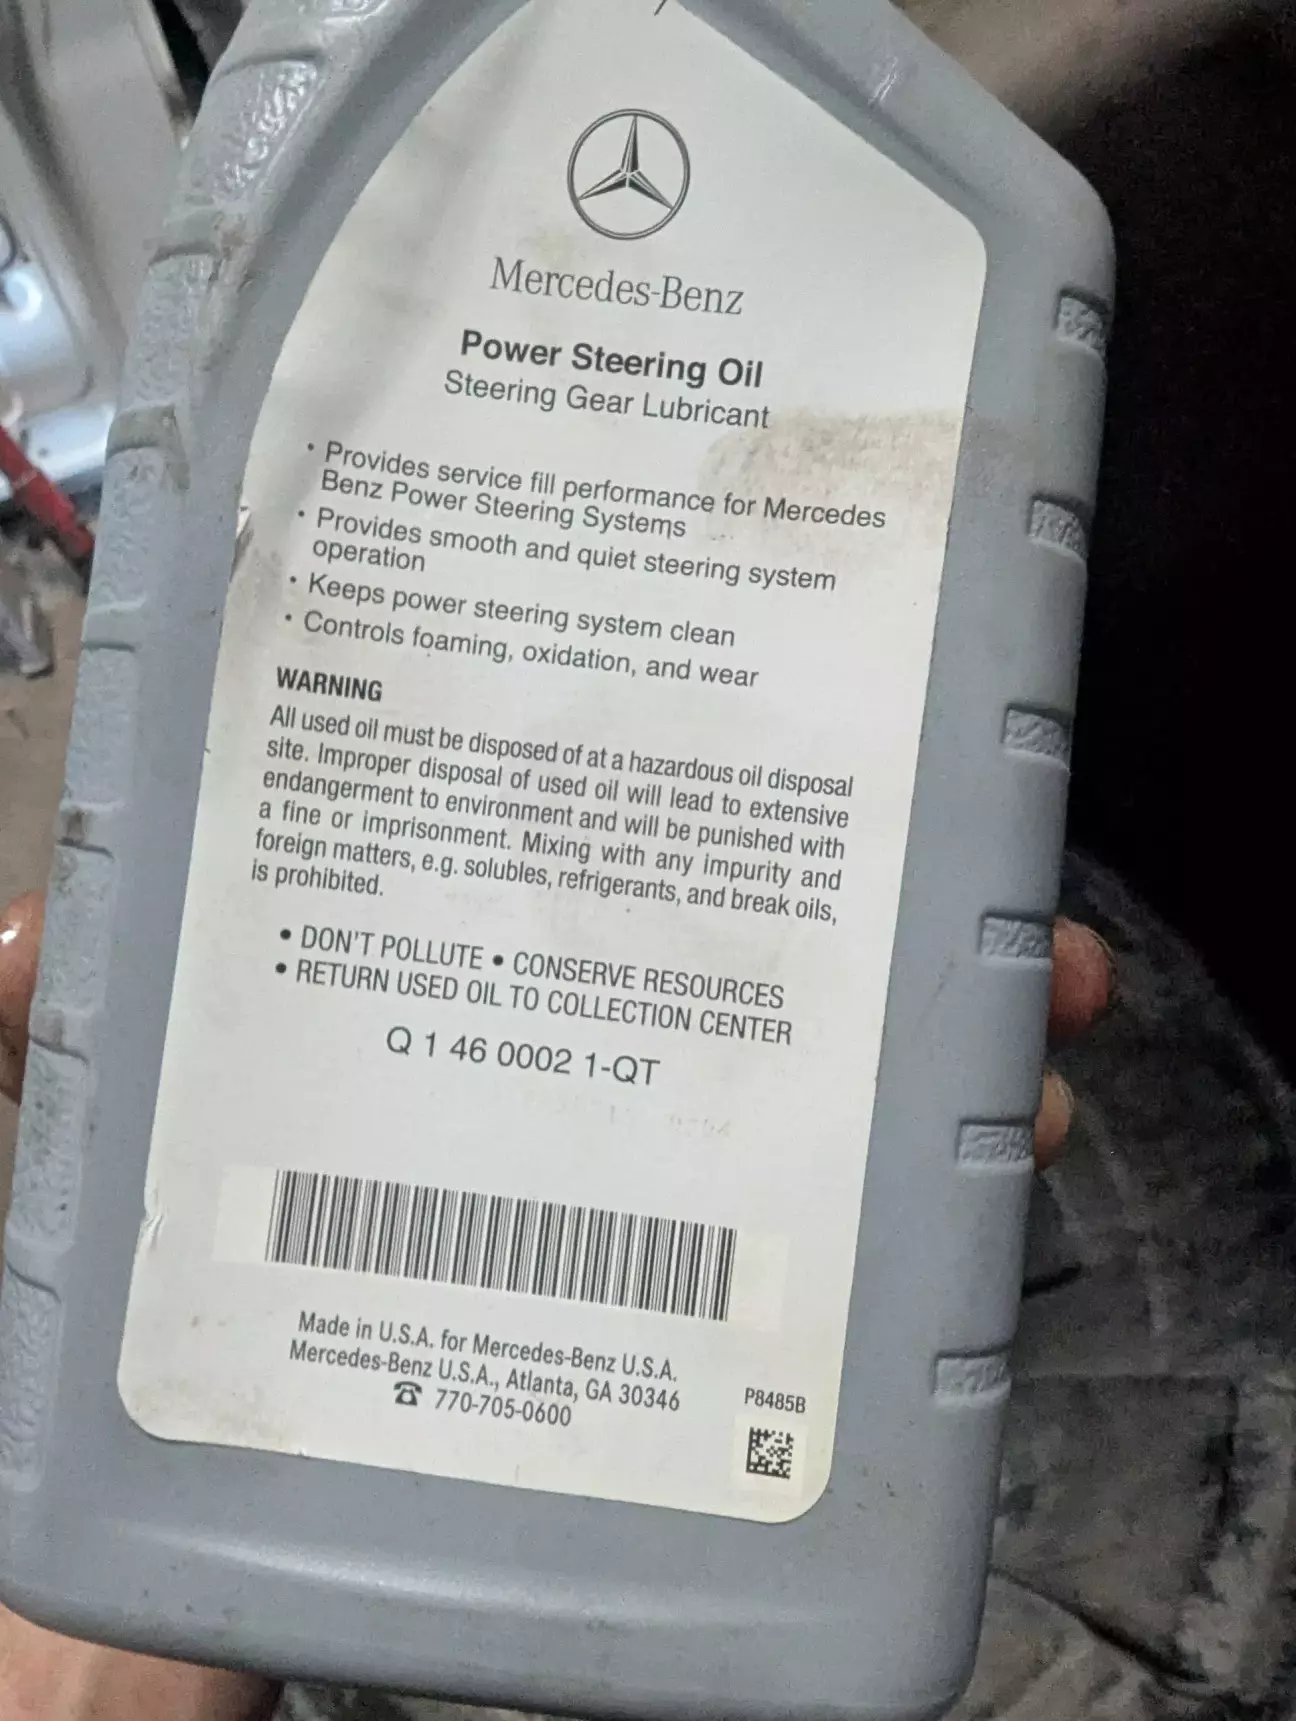 Mercedes-Benz
Power Steering Oil
Steering Gear Lubricant
• Provides service fill performance for Mercedes
Benz Power Steering Systems
• Provides smooth and quiet steering system
operation
• Keeps power steering system clean
• Controls foaming, oxidation, and wear
WARNING
All used oil must be disposed of at a hazardous oil disposal
site. Improper disposal of used oil will lead to extensive
endangerment to environment and will be punished with
a fine or imprisonment. Mixing with any impurity and
foreign matters, e.g. solubles, refrigerants, and break oils,
is prohibited.
• DON'T POLLUTE • CONSERVE RESOURCES
• RETURN USED OIL TO COLLECTION CENTER
Q 1 46 0002 1-QT
Made in U.S.A. for Mercedes-Benz U.S.A.
Mercedes-Benz U.S.A., Atlanta, GA 30346
☎ 770-705-0600
P8485B